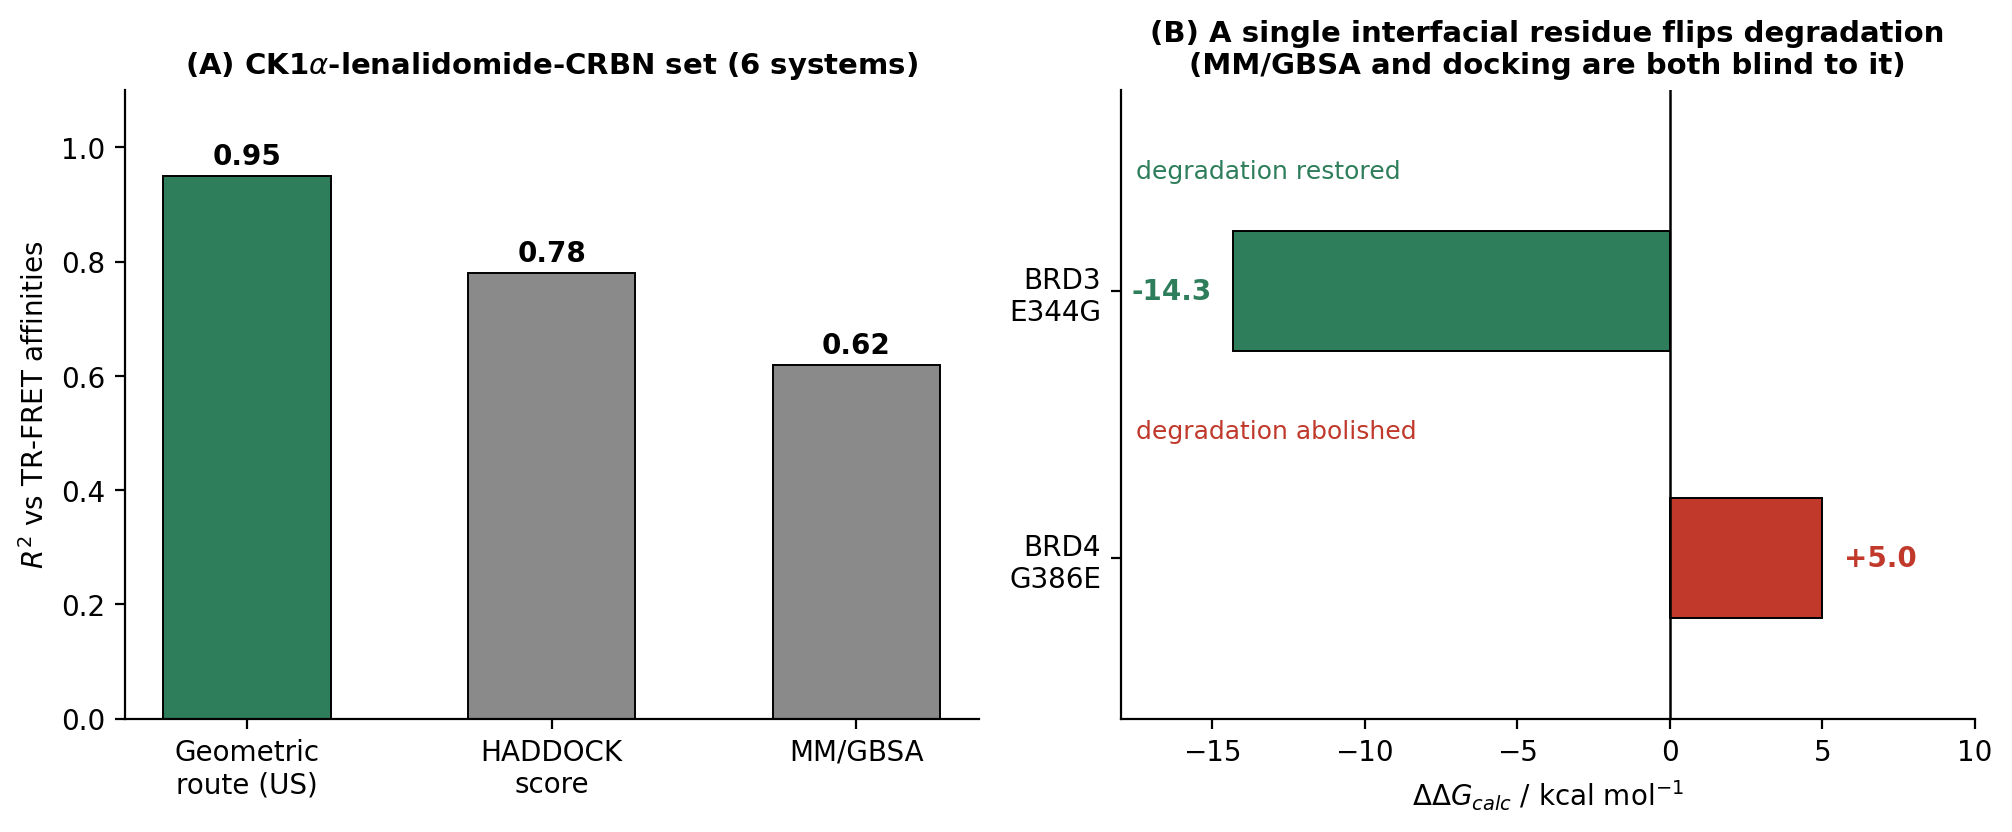 (A) CK1α-lenalidomide-CRBN set (6 systems)
R² vs TR-FRET affinities
1.0
0.8
0.6
0.4
0.2
0.0
0.95
0.78
0.62
Geometric
route (US)
HADDOCK
score
MM/GBSA
(B) A single interfacial residue flips degradation
(MM/GBSA and docking are both blind to it)
degradation restored
BRD3
E344G
-14.3
degradation abolished
BRD4
G386E
+5.0
−15
−10
−5
0
5
10
ΔΔG_calc / kcal mol⁻¹